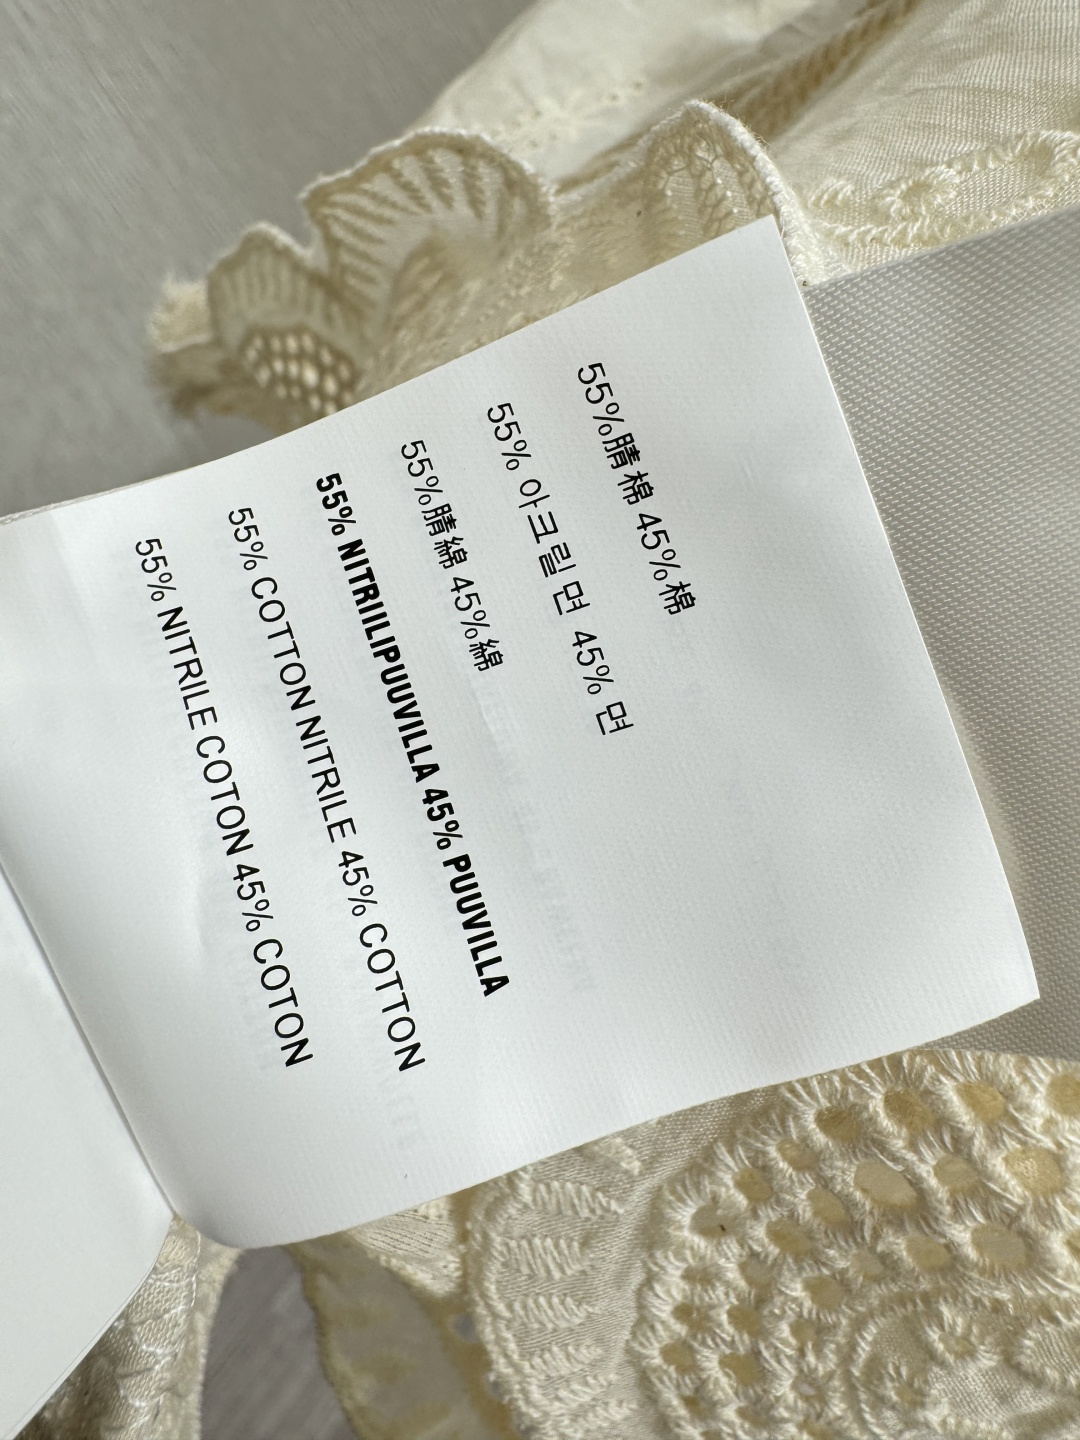 55%腈棉 45%棉
55% 아크릴 면 45% 면
55%腈綿 45%綿
55% NITRIILIPUUVILLA 45% PUUVILLA
55% COTTON NITRILE 45% COTTON
55% NITRILE COTON 45% COTON